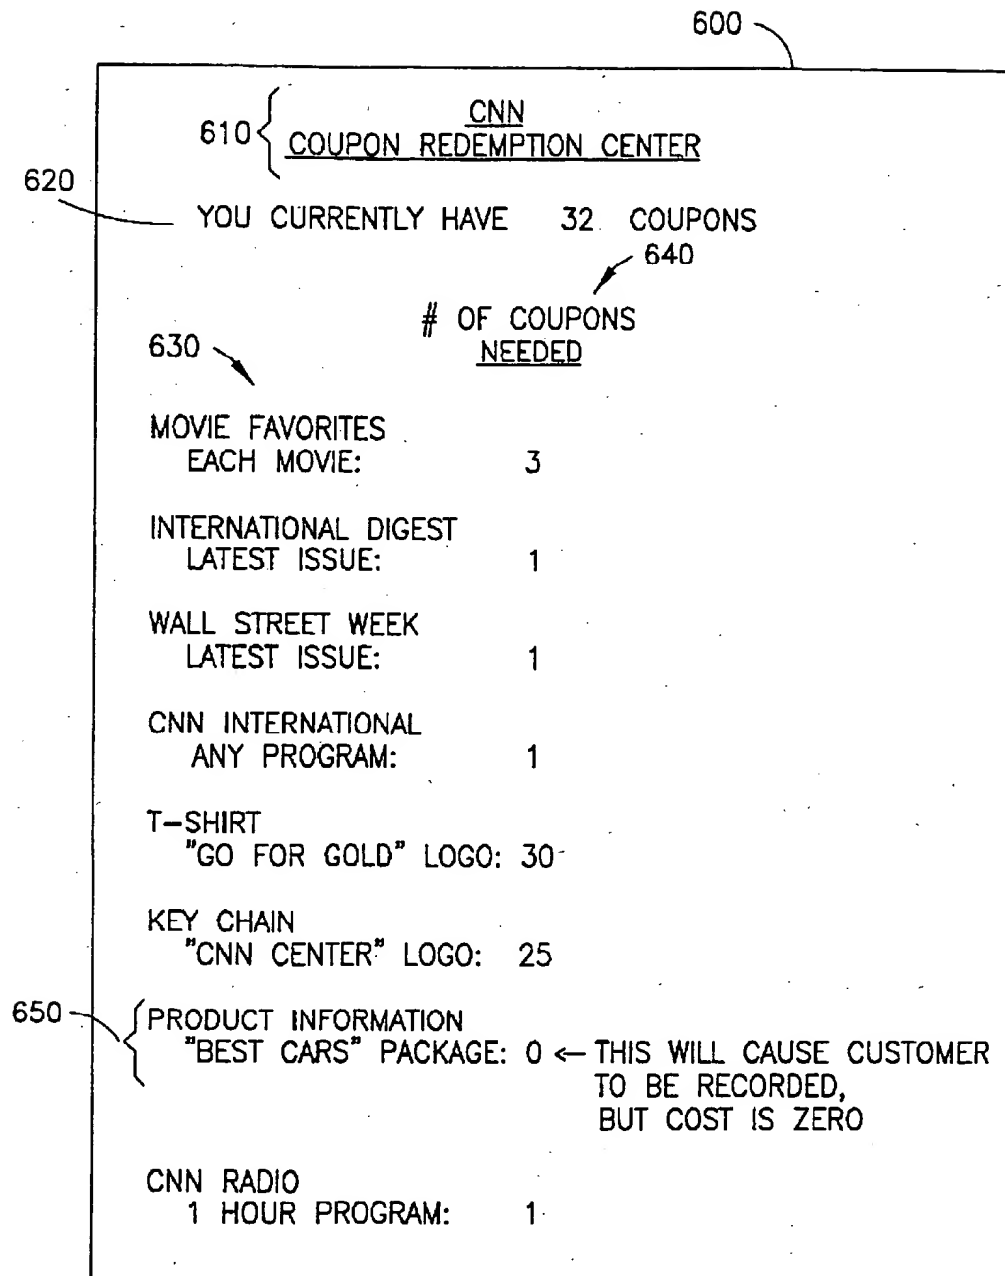 600
610
CNN
COUPON REDEMPTION CENTER
620
YOU CURRENTLY HAVE 32 COUPONS
640
# OF COUPONS
NEEDED
630
MOVIE FAVORITES
EACH MOVIE: 3
INTERNATIONAL DIGEST
LATEST ISSUE: 1
WALL STREET WEEK
LATEST ISSUE: 1
CNN INTERNATIONAL
ANY PROGRAM: 1
T-SHIRT
"GO FOR GOLD" LOGO: 30
KEY CHAIN
"CNN CENTER" LOGO: 25
650
PRODUCT INFORMATION
"BEST CARS" PACKAGE: 0 ← THIS WILL CAUSE CUSTOMER
TO BE RECORDED,
BUT COST IS ZERO
CNN RADIO
1 HOUR PROGRAM: 1